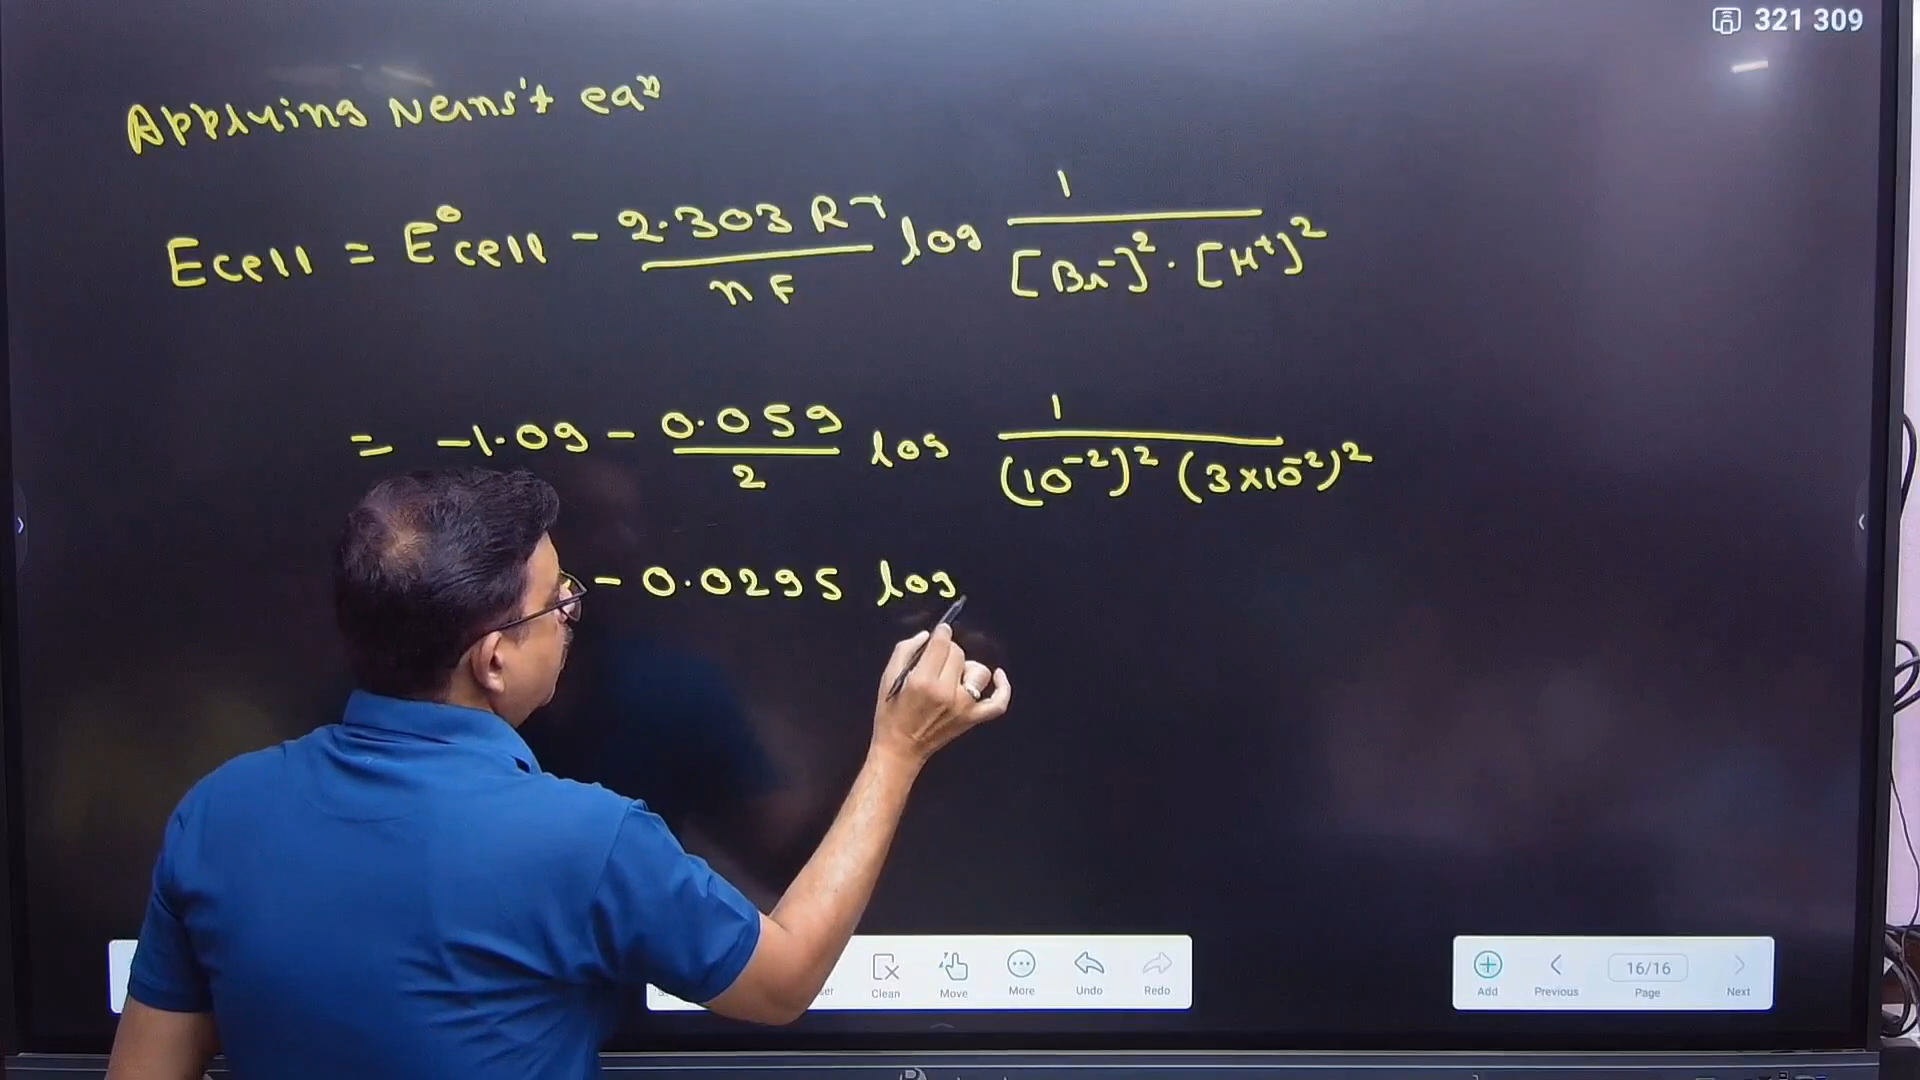 321 309
Applying Nernst eqⁿ
Ecell = E°cell - 2.303 RT / nF log 1 / [Br⁻]² · [H⁺]²
= -1.09 - 0.059 / 2 log 1 / (10⁻²)² (3×10⁻²)²
- 0.0295 log
Clean Move More Undo Redo
Add Previous 16/16 Page Next